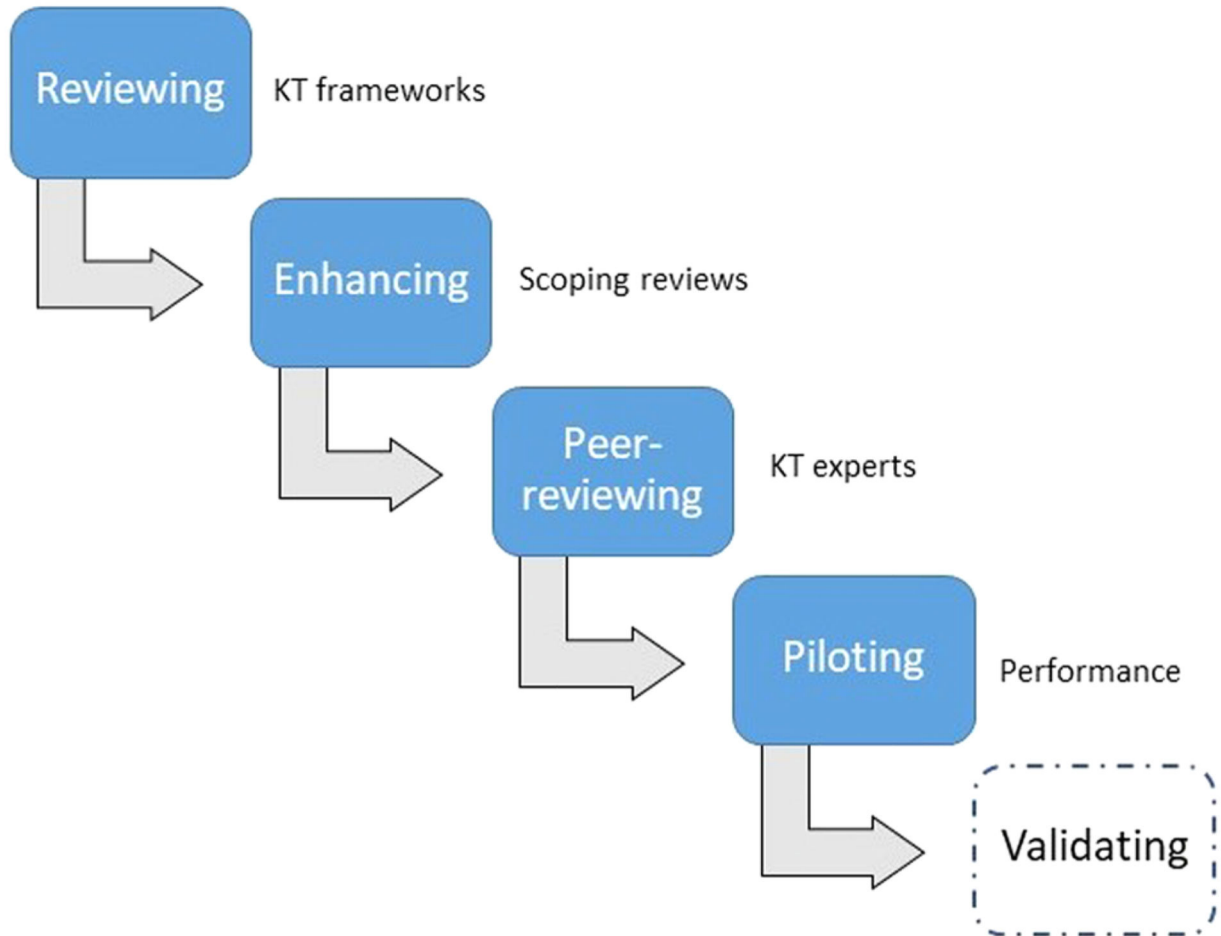 Reviewing
KT frameworks
Enhancing
Scoping reviews
Peer-
reviewing
KT experts
Piloting
Performance
Validating